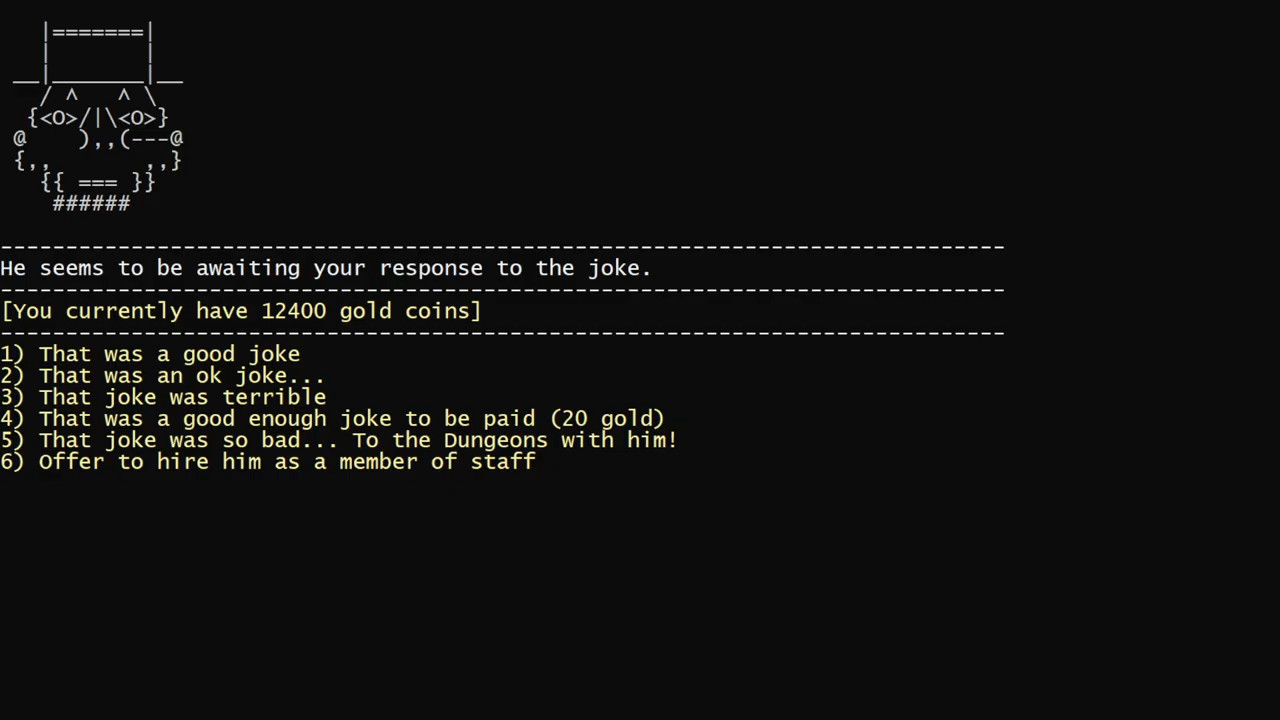 He seems to be awaiting your response to the joke.
[You currently have 12400 gold coins]
1) That was a good joke
2) That was an ok joke...
3) That joke was terrible
4) That was a good enough joke to be paid (20 gold)
5) That joke was so bad... To the Dungeons with him!
6) Offer to hire him as a member of staff